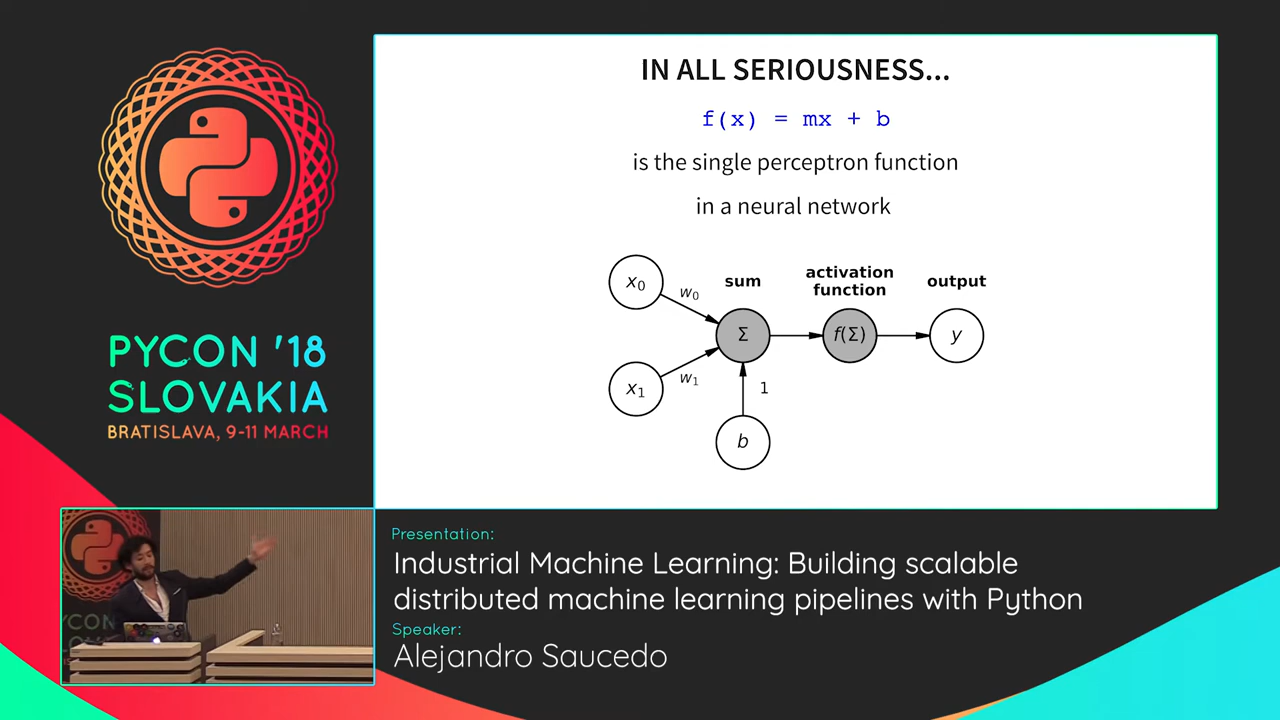 IN ALL SERIOUSNESS...
f(x) = mx + b
is the single perceptron function
in a neural network
x₀
w₀
sum
activation
function
output
Σ
f(Σ)
y
x₁
w₁
1
b
PYCON '18
SLOVAKIA
BRATISLAVA, 9-11 MARCH
Presentation:
Industrial Machine Learning: Building scalable
distributed machine learning pipelines with Python
Speaker:
Alejandro Saucedo